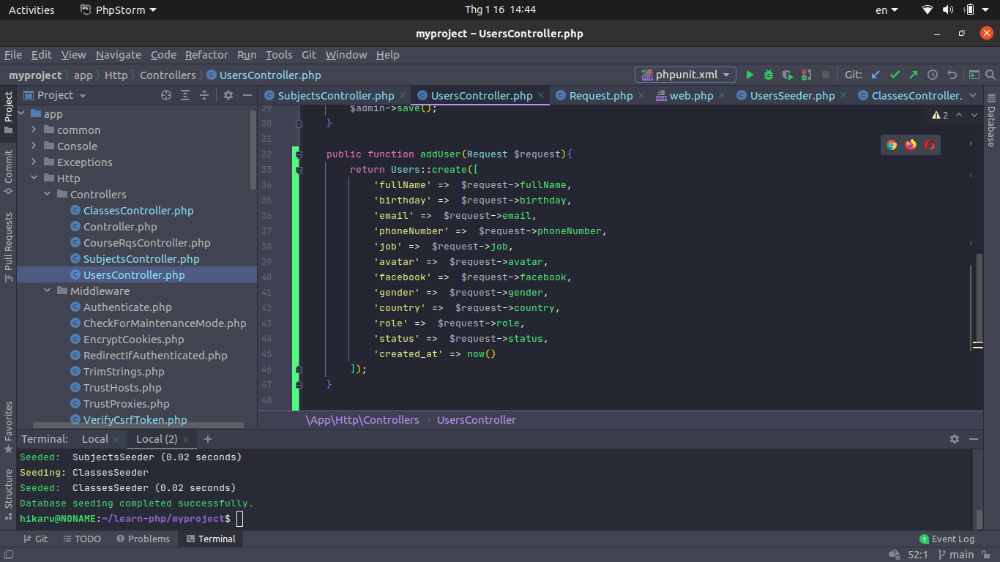 Activities PhpStorm Thg 1 16 14:44 en
myproject – UsersController.php
File Edit View Navigate Code Refactor Run Tools Git Window Help
myproject app Http Controllers UsersController.php phpunit.xml Git:
Project
Commit
Pull Requests
Favorites
Structure
Project
app
common
Console
Exceptions
Http
Controllers
ClassesController.php
Controller.php
CourseRqsController.php
SubjectsController.php
UsersController.php
Middleware
Authenticate.php
CheckForMaintenanceMode.php
EncryptCookies.php
RedirectIfAuthenticated.php
TrimStrings.php
TrustHosts.php
TrustProxies.php
VerifyCsrfToken.php
SubjectsController.php UsersController.php Request.php web.php UsersSeeder.php ClassesController.
2
29 $admin->save();
30 }
31
32 public function addUser(Request $request){
33 return Users::create([
34 'fullName' => $request->fullName,
35 'birthday' => $request->birthday,
36 'email' => $request->email,
37 'phoneNumber' => $request->phoneNumber,
38 'job' => $request->job,
39 'avatar' => $request->avatar,
40 'facebook' => $request->facebook,
41 'gender' => $request->gender,
42 'country' => $request->country,
43 'role' => $request->role,
44 'status' => $request->status,
45 'created_at' => now()
46 ]);
47 }
48
\App\Http\Controllers › UsersController
Database
Terminal: Local Local (2)
Seeded: SubjectsSeeder (0.02 seconds)
Seeding: ClassesSeeder
Seeded: ClassesSeeder (0.02 seconds)
Database seeding completed successfully.
hikaru@NONAME:~/learn-php/myproject$
Git TODO Problems Terminal 1 Event Log
52:1 main